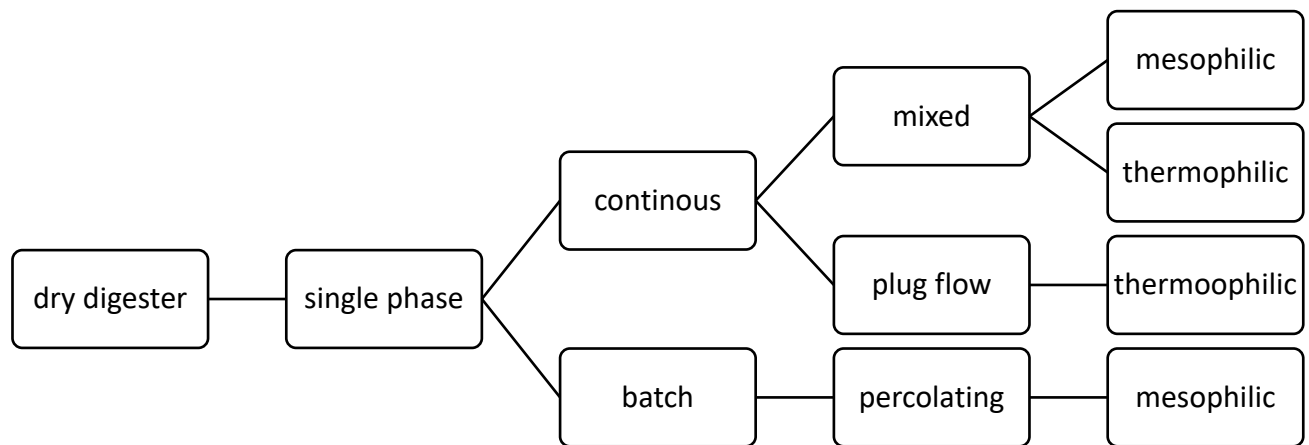 dry digester
single phase
continous
mixed
mesophilic
thermophilic
plug flow
thermoophilic
batch
percolating
mesophilic